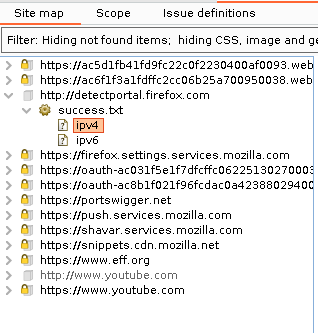 Site map Scope Issue definitions
Filter: Hiding not found items; hiding CSS, image and ge
https://ac5d1fb41fd9fc22c0f2230400af0093.web
https://ac6f1f3a1fdffc2cc06b25a700950038.web
http://detectportal.firefox.com
success.txt
ipv4
ipv6
https://firefox.settings.services.mozilla.com
https://oauth-ac031f5e1f7dfcffc06225130270003
https://oauth-ac8b1f021f96fcdac0a42388029400
https://portswigger.net
https://push.services.mozilla.com
https://shavar.services.mozilla.com
https://snippets.cdn.mozilla.net
https://www.eff.org
http://www.youtube.com
https://www.youtube.com